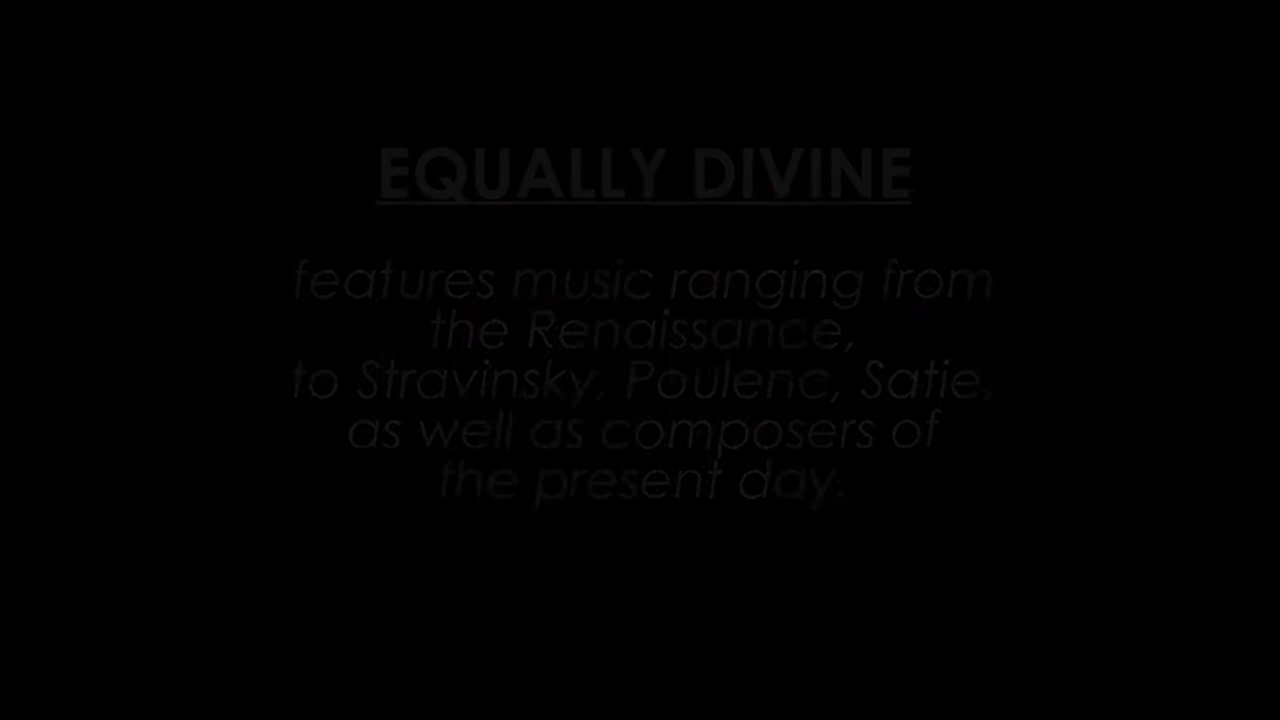 EQUALLY DIVINE
features music ranging from
the Renaissance,
to Stravinsky, Poulenc, Satie,
as well as composers of
the present day.